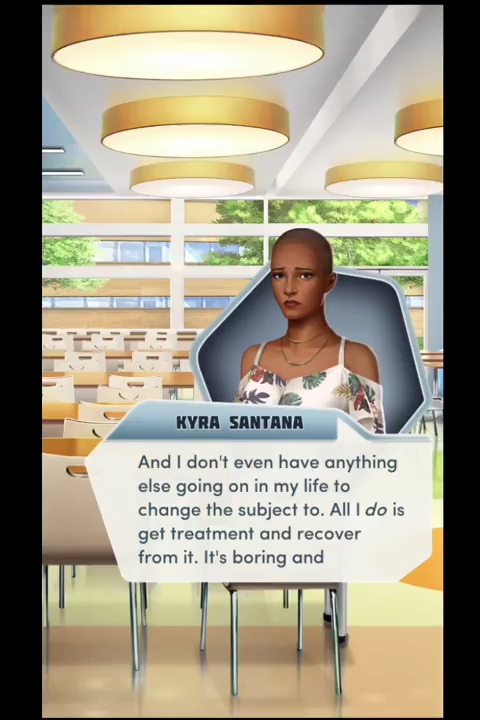 KYRA SANTANA
And I don't even have anything
else going on in my life to
change the subject to. All I do is
get treatment and recover
from it. It's boring and